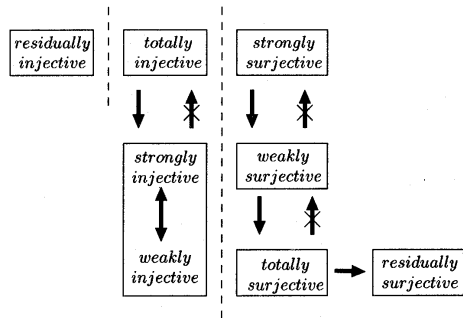 residually
injective
totally
injective
strongly
surjective
strongly
injective
weakly
surjective
weakly
injective
totally
surjective
residually
surjective